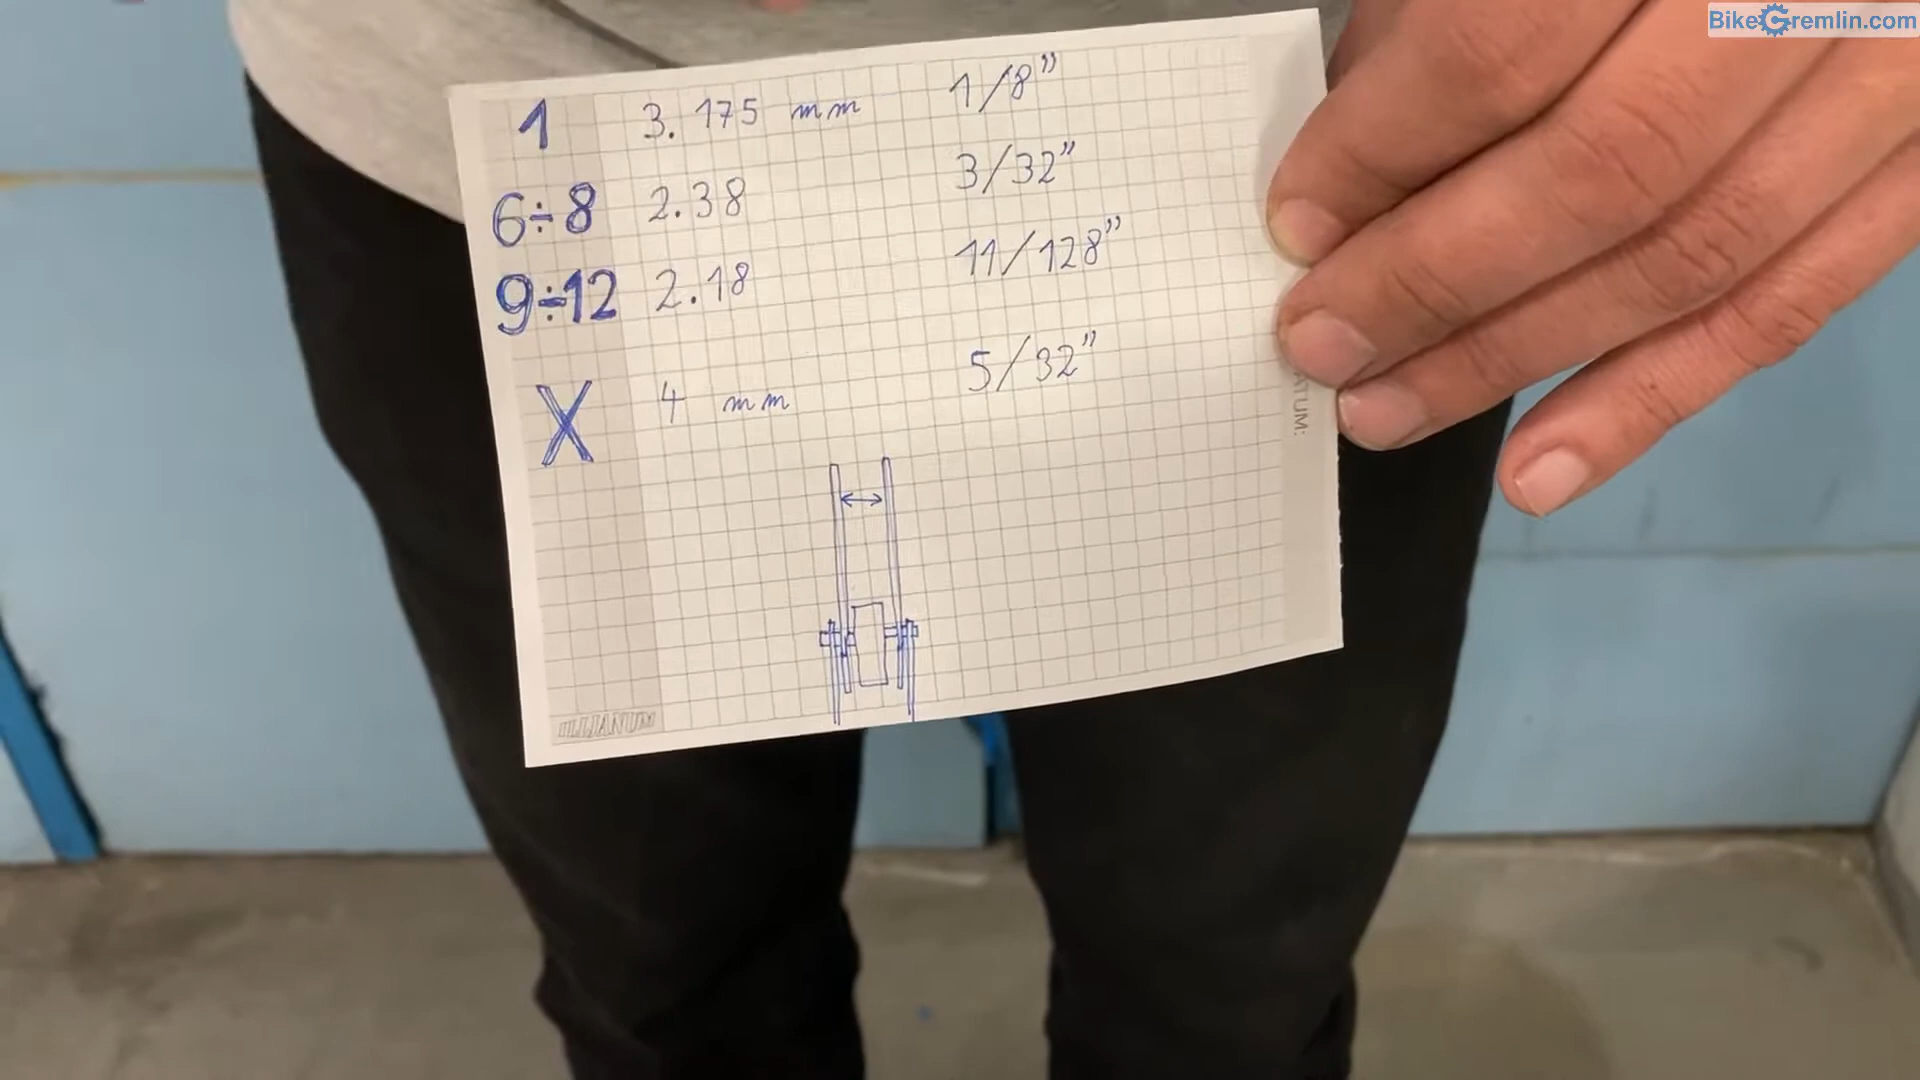 BikeGremlin.com
1 3.175 mm 1/8"
6÷8 2.38 3/32"
9÷12 2.18 11/128"
X 4 mm 5/32"
ATUM: